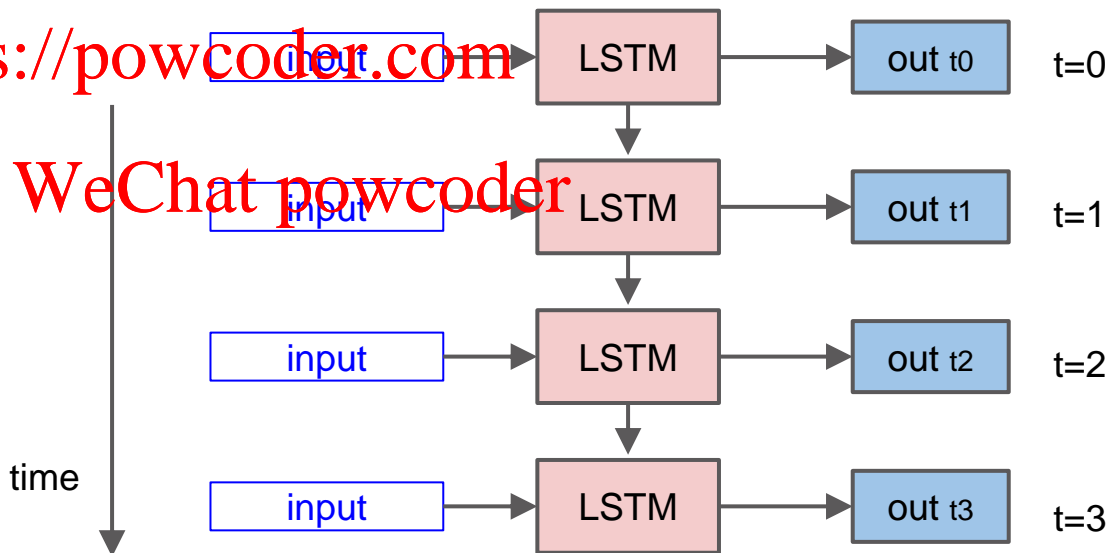 s://powcoder.com
input LSTM out t0 t=0
WeChat powcoder
input LSTM out t1 t=1
input LSTM out t2 t=2
time
input LSTM out t3 t=3